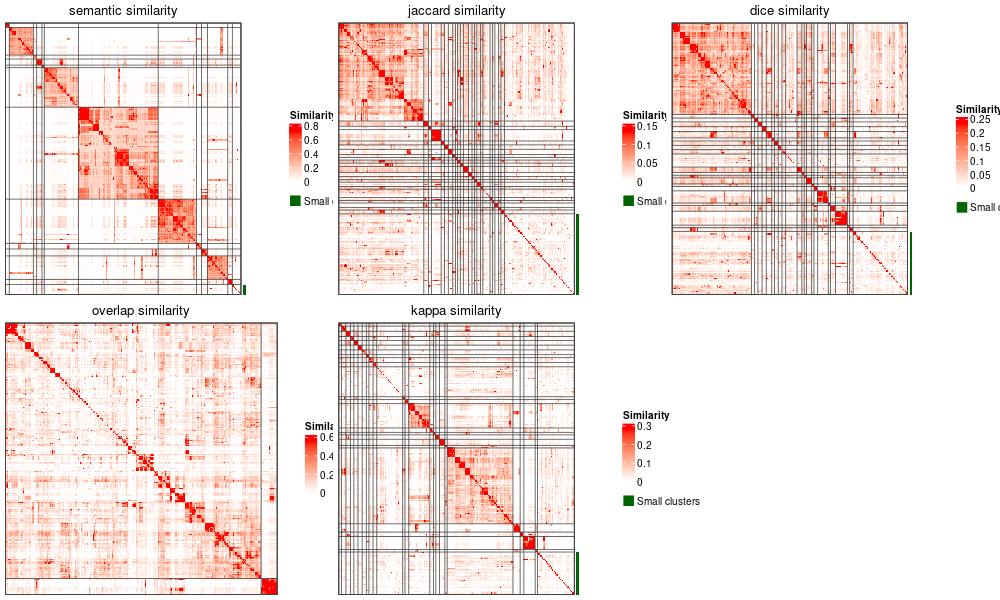 semantic similarity
jaccard similarity
dice similarity
Similarity
0.8
0.6
0.4
0.2
0
Small
Similarity
0.15
0.1
0.05
0
Small
Similarity
0.25
0.2
0.15
0.1
0.05
0
Small
overlap similarity
kappa similarity
Simila
0.6
0.4
0.2
0
Similarity
0.3
0.2
0.1
0
Small clusters